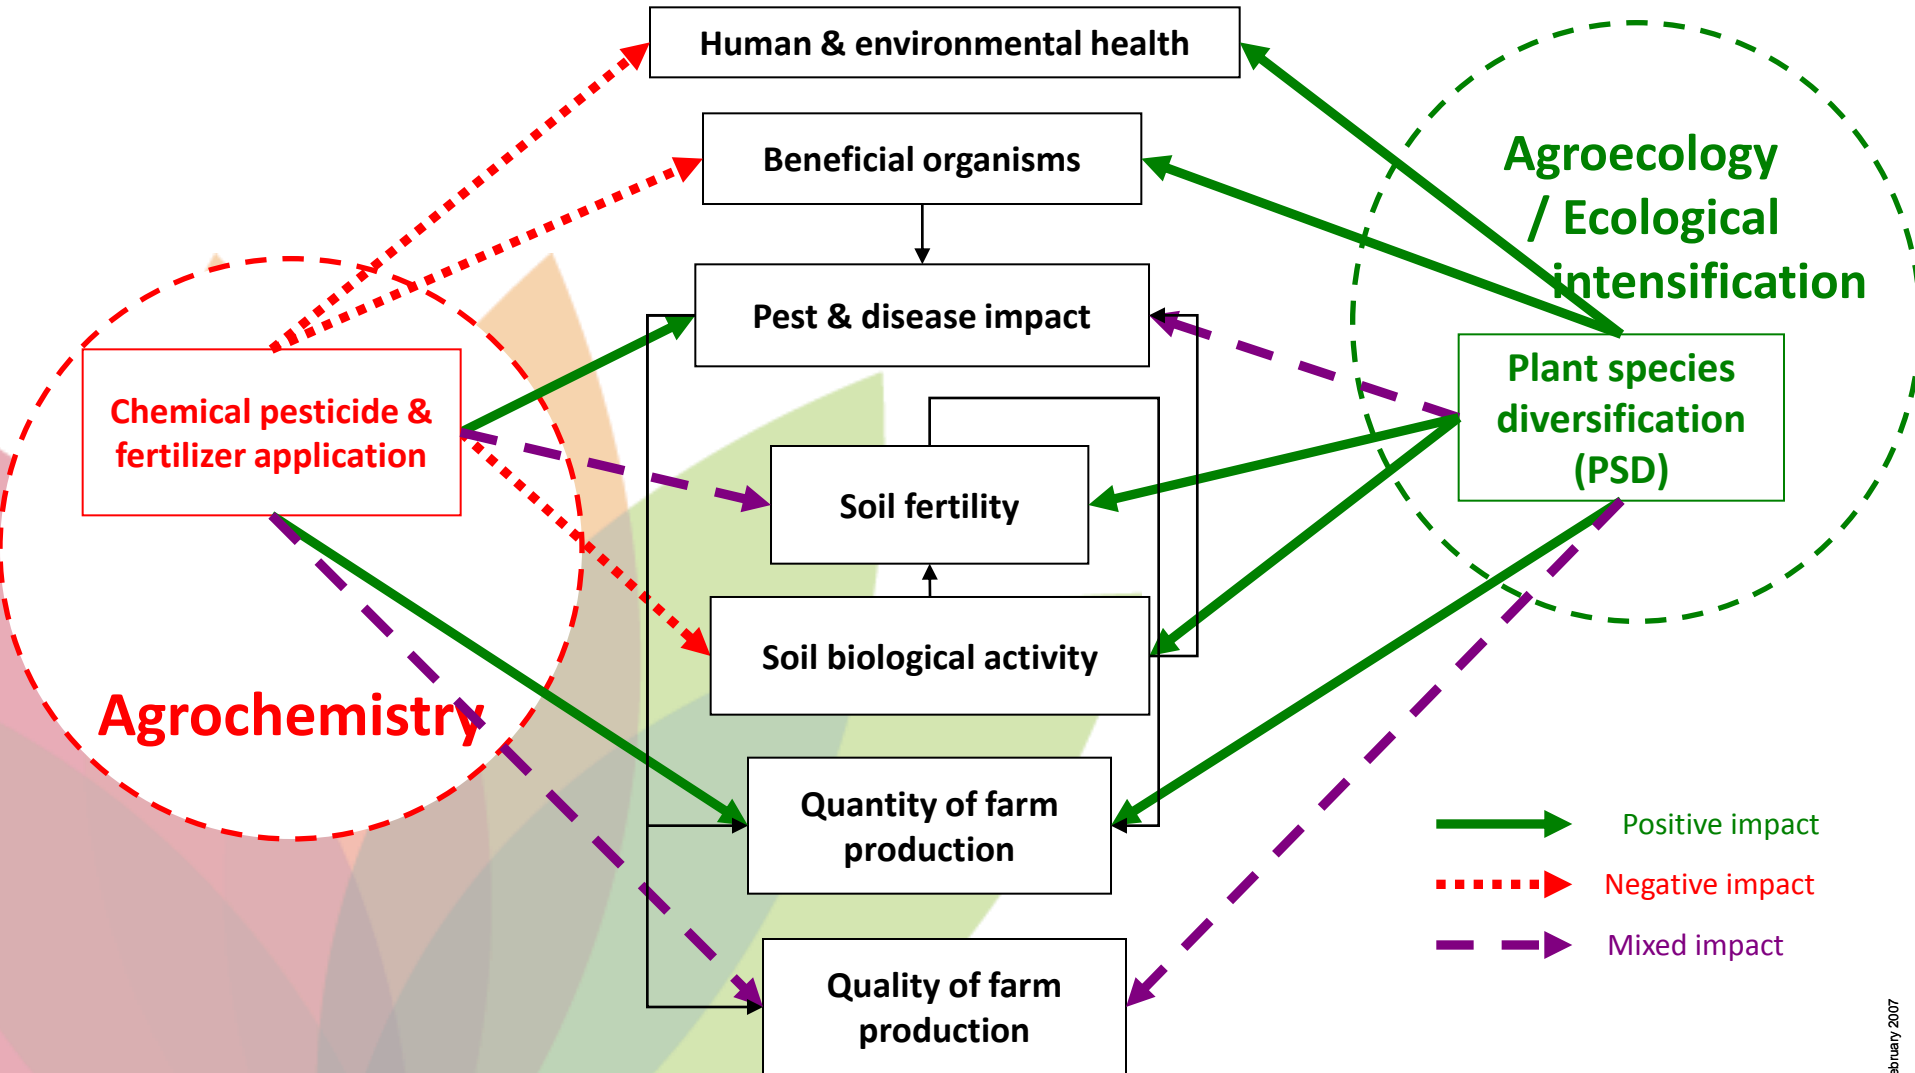 Human & environmental health
Beneficial organisms
Agroecology
/ Ecological
intensification
Pest & disease impact
Plant species
diversification
(PSD)
Chemical pesticide &
fertilizer application
Soil fertility
Soil biological activity
Agrochemistry
Quantity of farm
production
Positive impact
Negative impact
Mixed impact
Quality of farm
production
2007